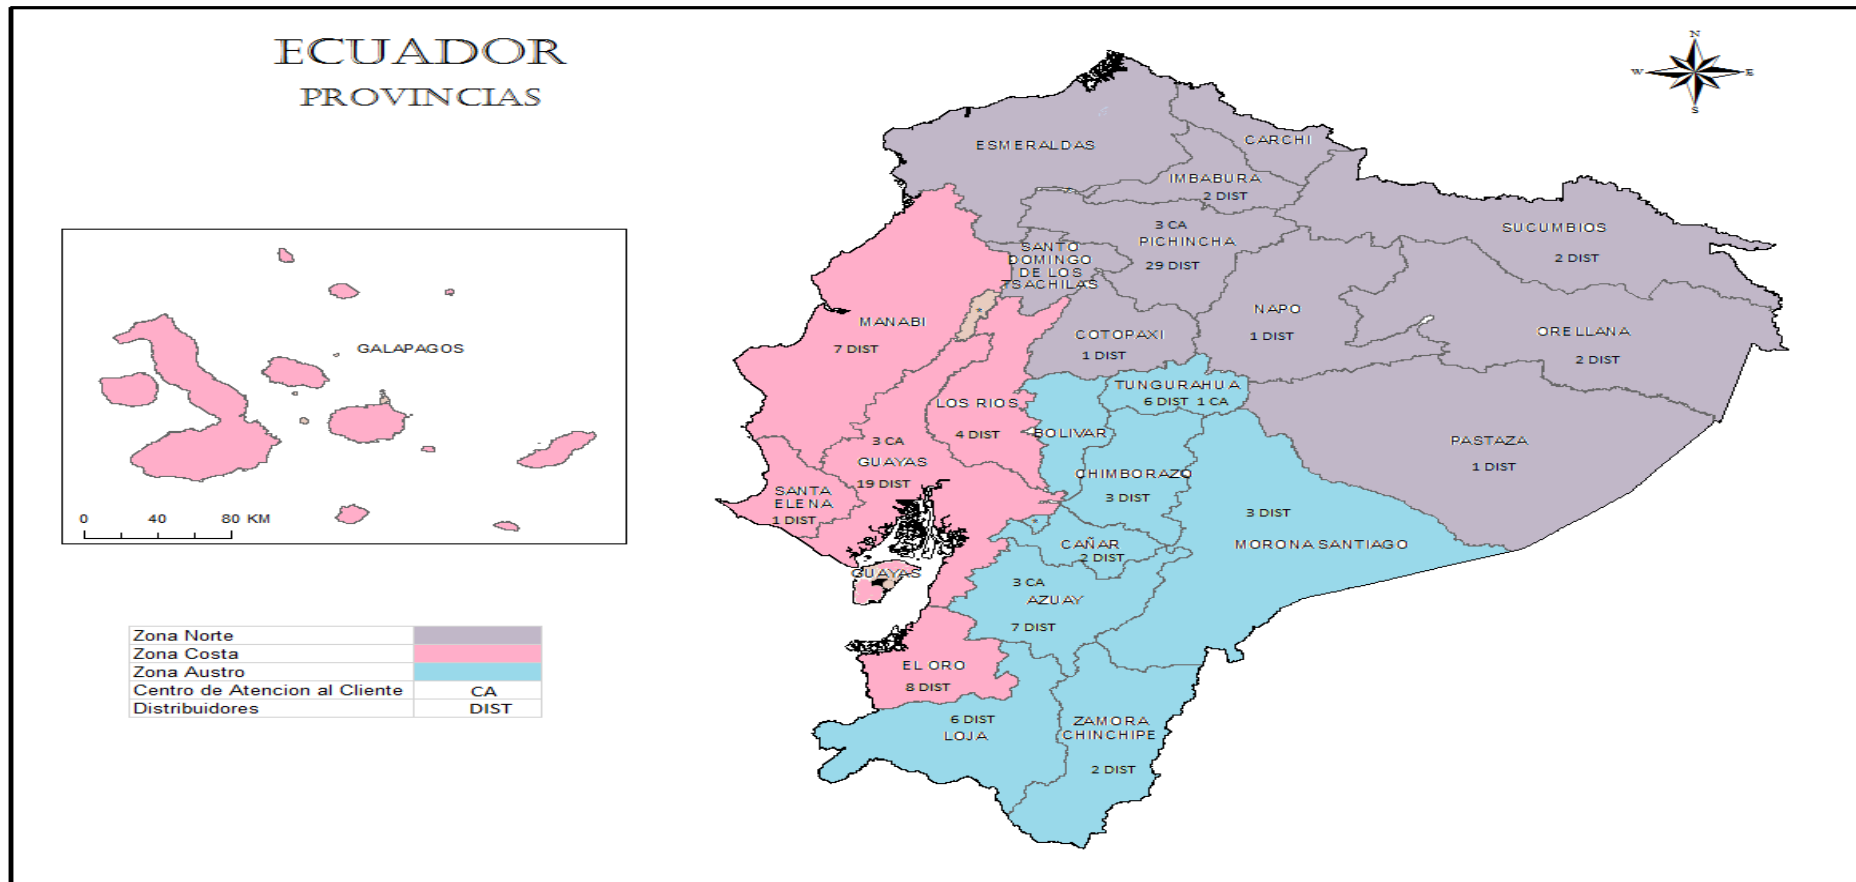 ECUADOR
PROVINCIAS
N
W
E
S
ESMERALDAS
CARCHI
IMBABURA
2 DIST
3 CA
PICHINCHA
29 DIST
SANTO
DOMINGO
DE LOS
TSACHILAS
SUCUMBIOS
2 DIST
NAPO
1 DIST
ORELLANA
2 DIST
COTOPAXI
1 DIST
PASTAZA
1 DIST
MANABI
7 DIST
LOS RIOS
4 DIST
3 CA
GUAYAS
19 DIST
SANTA
ELENA
1 DIST
GUAYAS
EL ORO
8 DIST
TUNGURAHUA
6 DIST 1 CA
BOLIVAR
CHIMBORAZO
3 DIST
3 DIST
MORONA SANTIAGO
CAÑAR
2 DIST
3 CA
AZUAY
7 DIST
6 DIST
LOJA
ZAMORA
CHINCHIPE
2 DIST
GALAPAGOS
0 40 80 KM
Zona Norte
Zona Costa
Zona Austro
Centro de Atencion al Cliente CA
Distribuidores DIST